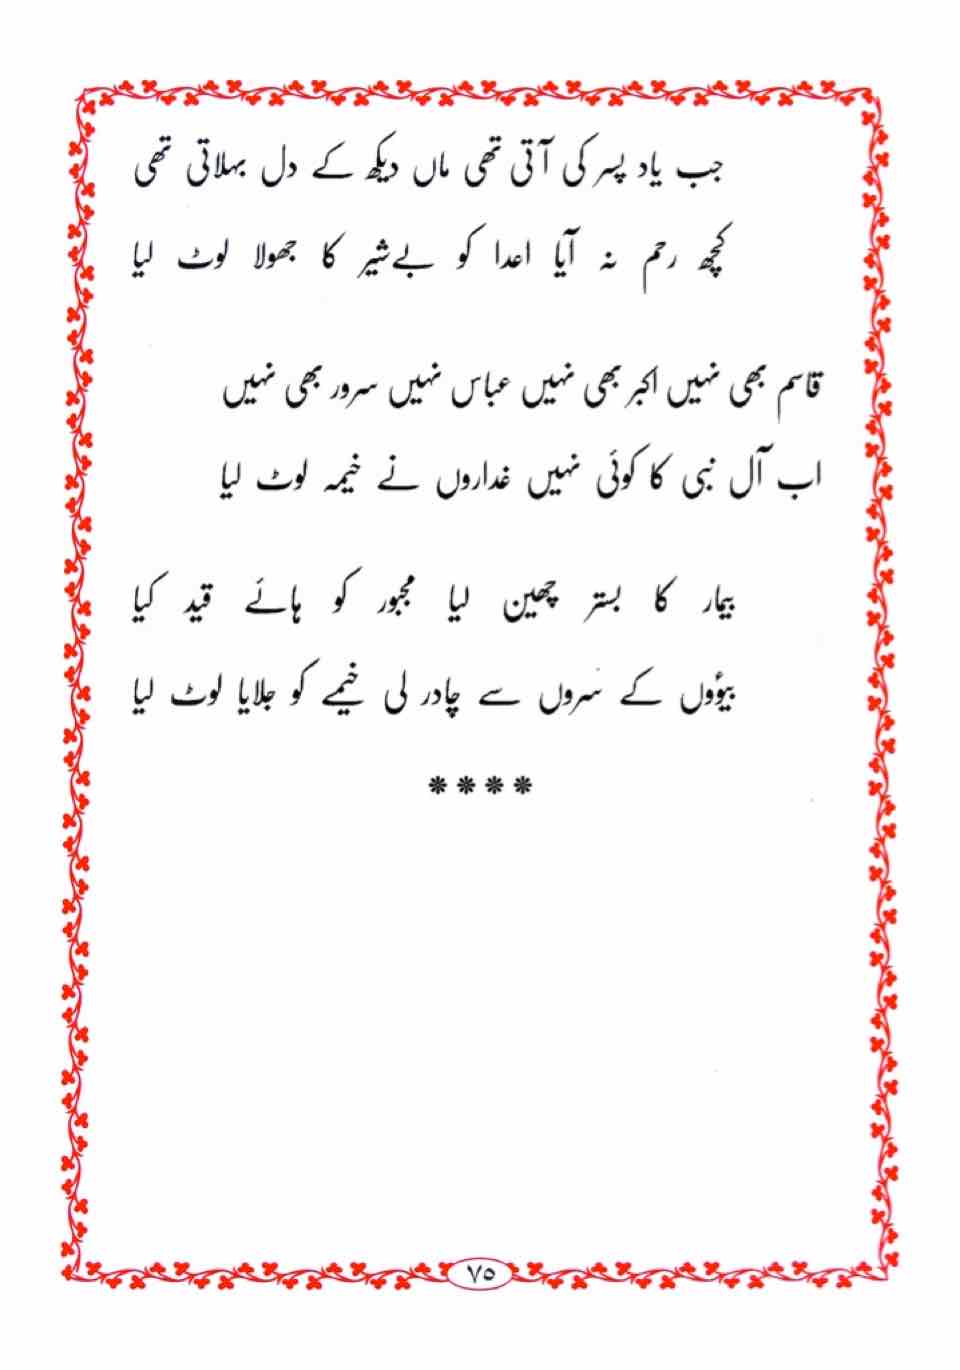 جب یاد پسر کی آتی تھی ماں دیکھ کے دل بہلاتی تھی
کچھ رحم نہ آیا اعدا کو بےشیر کا جھولا لوٹ لیا
قاسم بھی نہیں اکبر بھی نہیں عباس نہیں سرور بھی نہیں
اب آل نبی کا کوئی نہیں غداروں نے خیمہ لوٹ لیا
بیمار کا بستر چھین لیا مجبور کو ہائے قید کیا
بیؤوں کے سروں سے چادر لی خیمے کو جلایا لوٹ لیا
****
۷۵